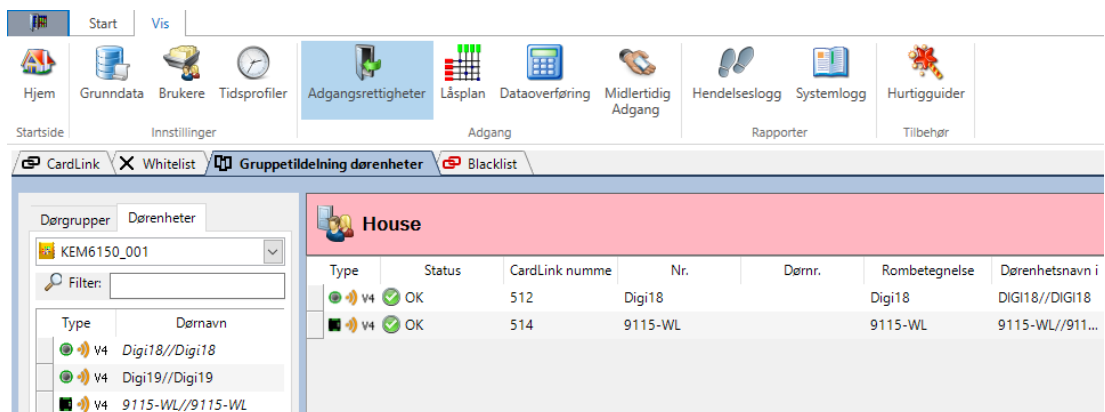 Start Vis
Hjem Grunndata Brukere Tidsprofiler Adgangsrettigheter Låsplan Dataoverføring Midlertidig Adgang Hendelseslogg Systemlogg Hurtigguider
Startside Innstillinger Adgang Rapporter Tilbehør
CardLink Whitelist Gruppetildelning dørenheter Blacklist
Dørgrupper Dørenheter
KEM6150_001
Filter:
Type Dørnavn
V4 Digi18//Digi18
V4 Digi19//Digi19
V4 9115-WL//9115-WL
House
Type Status CardLink numme Nr. Dørnr. Rombetegnelse Dørenhetsnavn i
V4 OK 512 Digi18 Digi18 DIGI18//DIGI18
V4 OK 514 9115-WL 9115-WL 9115-WL//911...